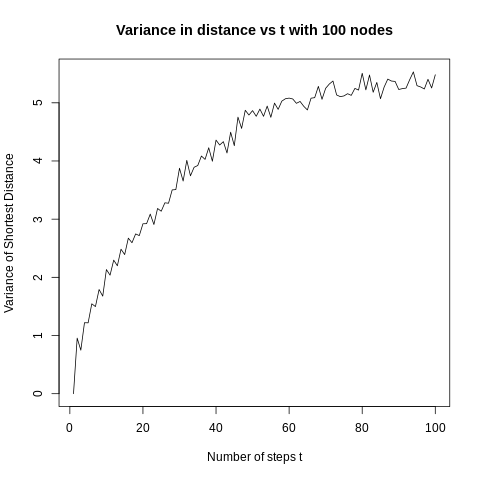 Variance in distance vs t with 100 nodes
Variance of Shortest Distance
5
4
3
2
1
0
0 20 40 60 80 100
Number of steps t